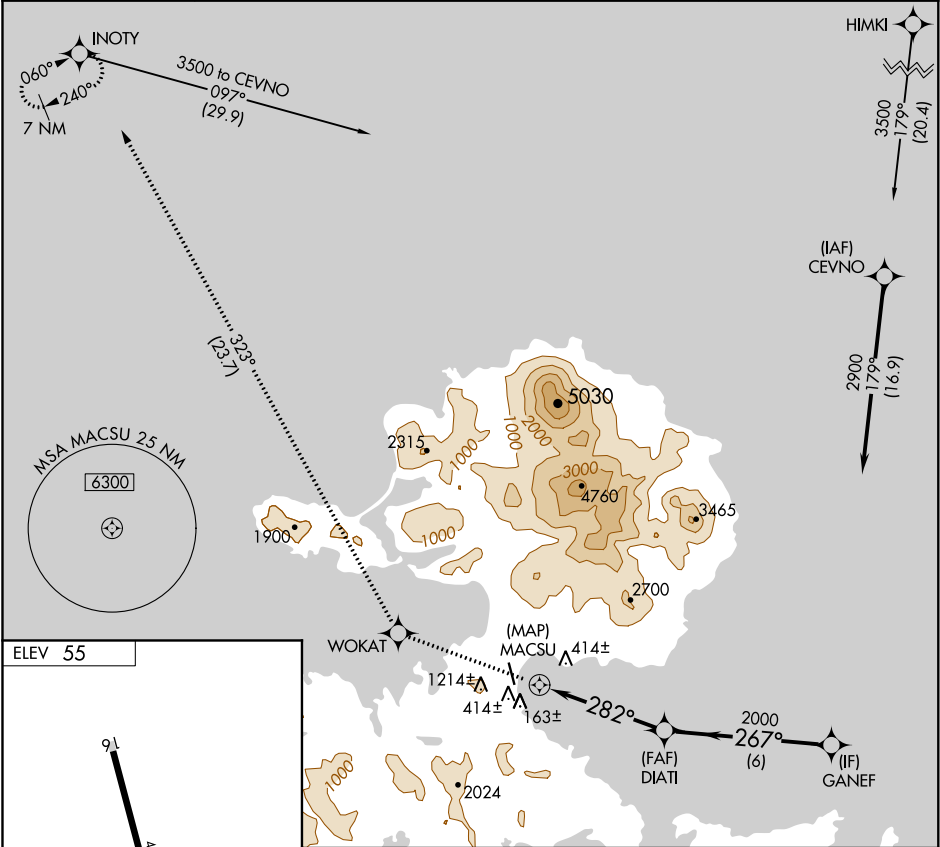 INOTY
060°
240°
7 NM
3500 to CEVNO
097°
(29.9)
HIMKI
3500
179°
(20.4)
(IAF)
CEVNO
2900
179°
(16.9)
323°
(23.7)
MSA MACSU 25 NM
6300
5030
2000
1000
2315
1000
3000
4760
3465
1900
1000
2700
WOKAT
(MAP)
MACSU
414±
1214±
414±
163±
282°
2000
267°
(6)
(FAF)
DIATI
(IF)
GANEF
ELEV 55
16
4
1000
2024